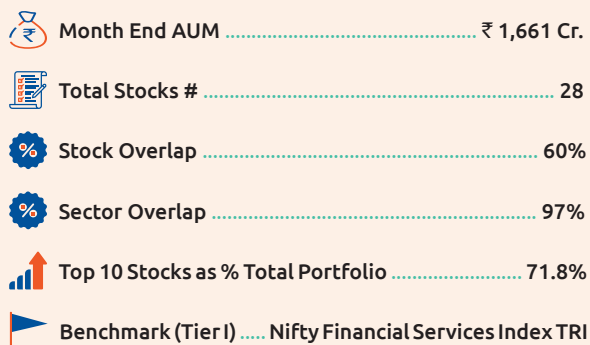 Month End AUM ........................................ ₹ 1,661 Cr.
Total Stocks # ........................................................ 28
Stock Overlap ...................................................... 60%
Sector Overlap ..................................................... 97%
Top 10 Stocks as % Total Portfolio ..................... 71.8%
Benchmark (Tier I) ..... Nifty Financial Services Index TRI